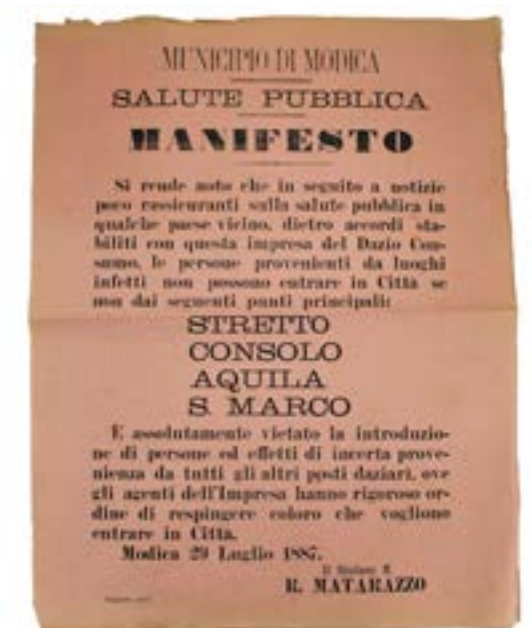 MUNICIPIO DI MODICA
SALUTE PUBBLICA
MANIFESTO
Si rende noto che in seguito a notizie
poco rassicuranti sulla salute pubblica in
qualche paese vicino, dietro accordi sta-
biliti con questa impresa del Dazio Con-
sumo, le persone provenienti da luoghi
infetti non possono entrare in Città se
non dai seguenti punti principali:
STRETTO
CONSOLO
AQUILA
S. MARCO
E assolutamente vietato la introduzio-
ne di persone ed effetti di incerta prove-
nienza da tutti gli altri posti daziari, ove
gli agenti dell'Impresa hanno rigoroso or-
dine di respingere coloro che vogliono
entrare in Città.
Modica 29 Luglio 1887.
Il Sindaco
R. MATARAZZO